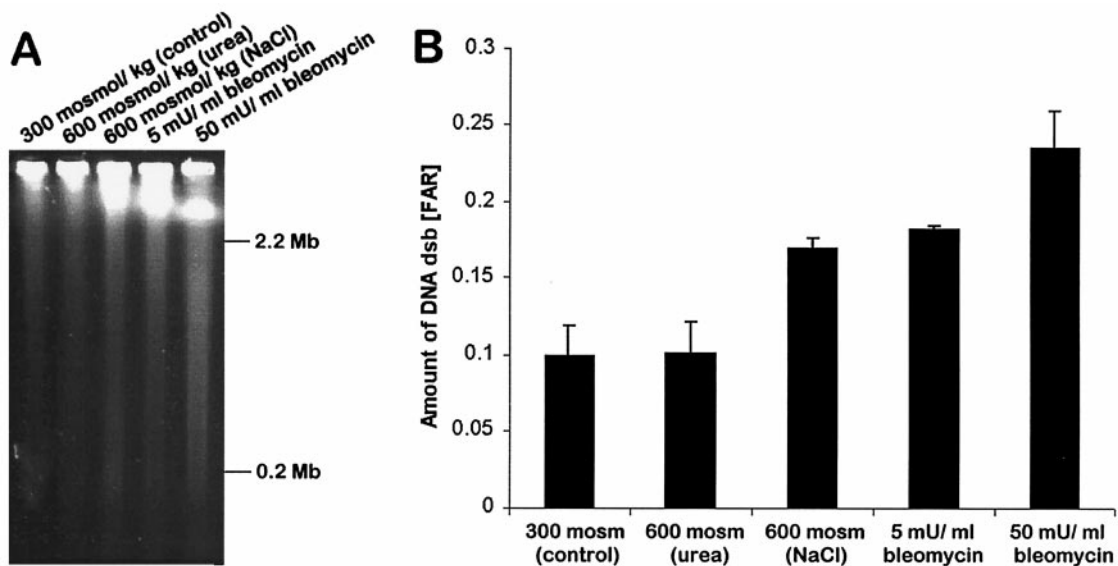 A
300 mosmol/ kg (control)
600 mosmol/ kg (urea)
600 mosmol/ kg (NaCl)
5 mU/ ml bleomycin
50 mU/ ml bleomycin
2.2 Mb
0.2 Mb
B
Amount of DNA dsb [FAR]
0.3
0.25
0.2
0.15
0.1
0.05
0
300 mosm
(control)
600 mosm
(urea)
600 mosm
(NaCl)
5 mU/ ml
bleomycin
50 mU/ ml
bleomycin